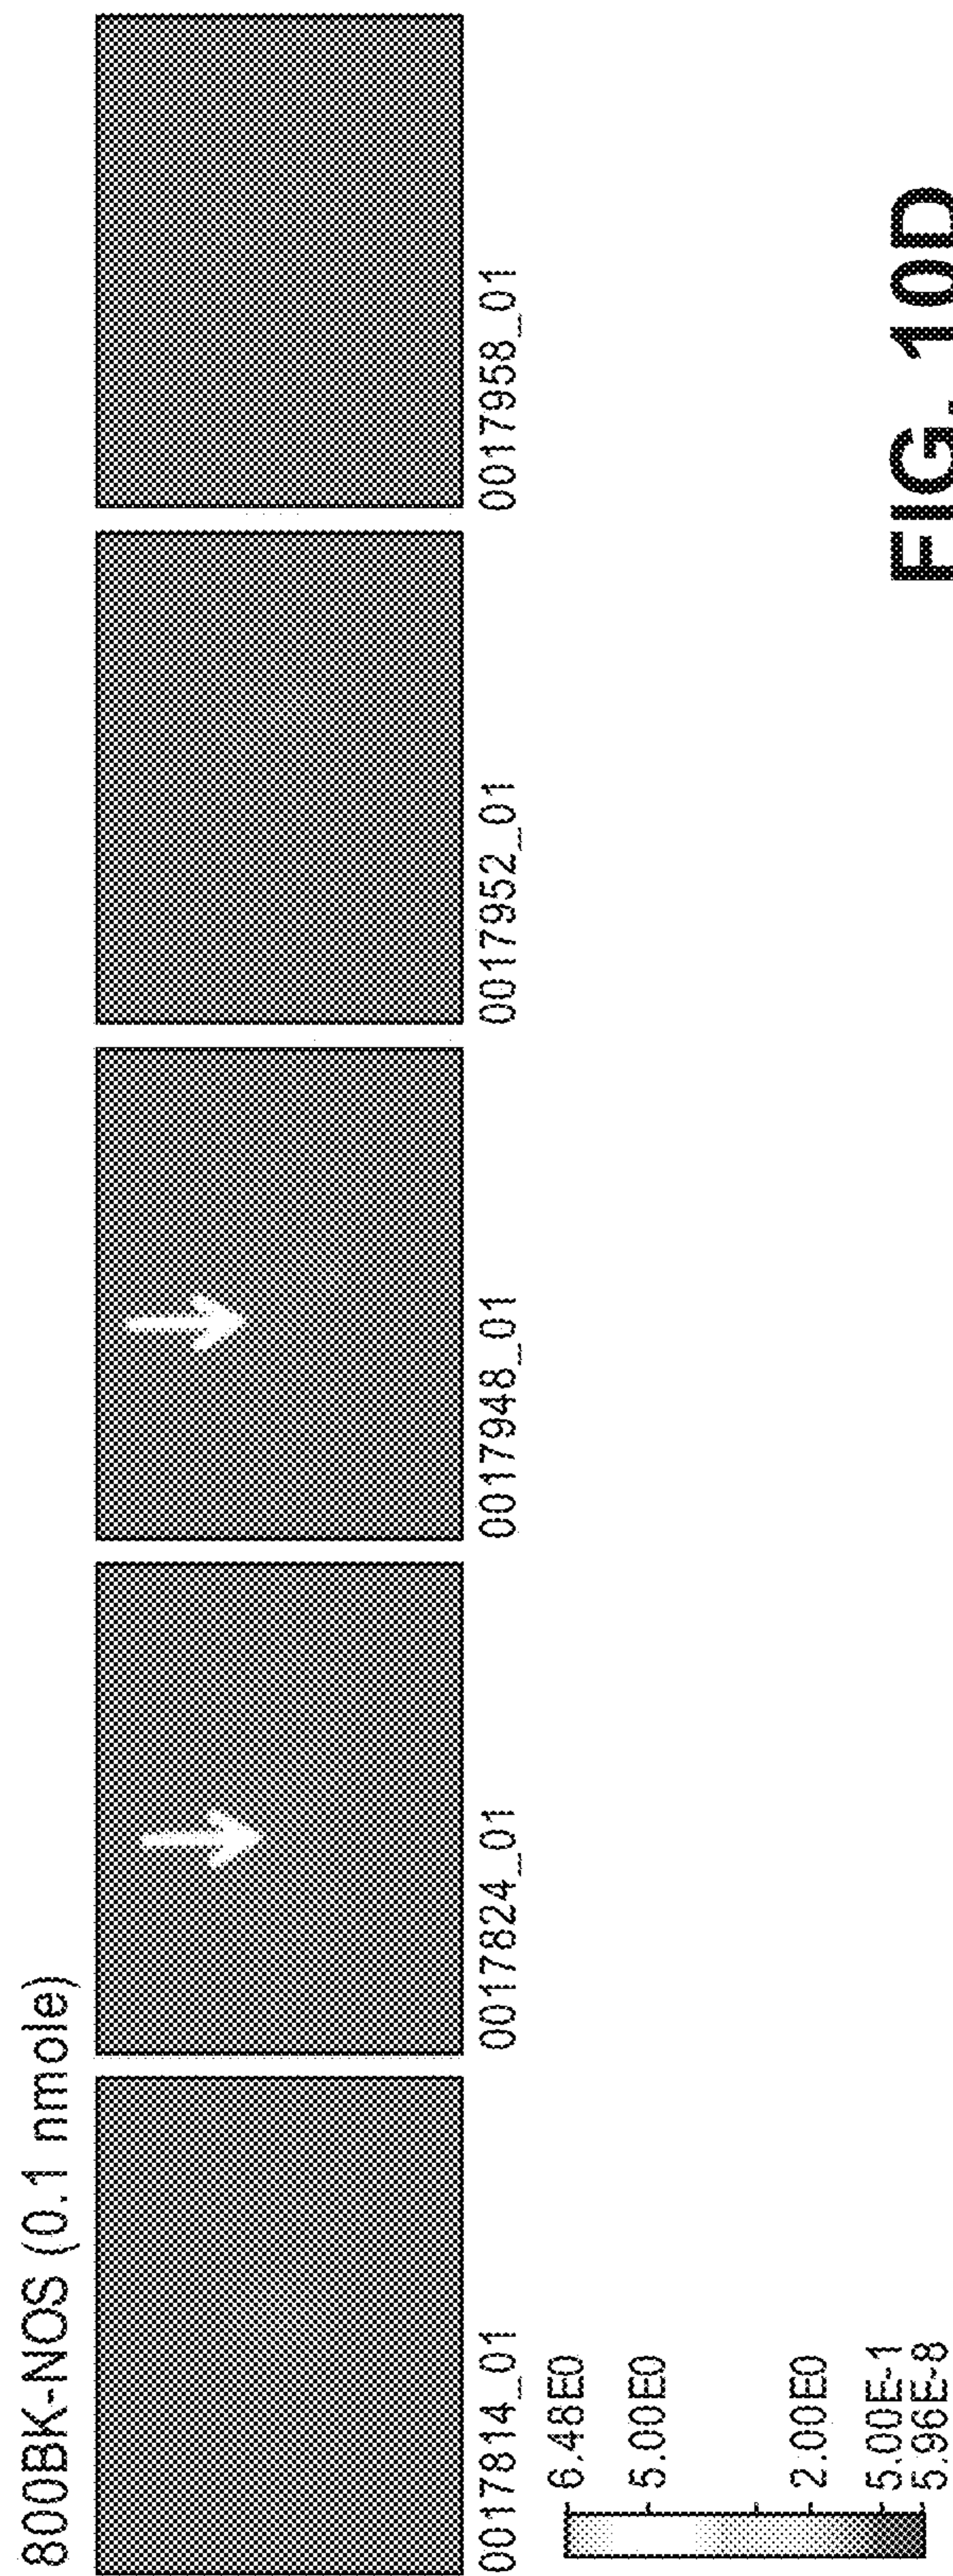 800BK-NOS (0.1 nmole)
0017814_01
0017824_01
0017948_01
0017952_01
0017958_01
6.48E0
5.00E0
2.00E0
5.00E-1
5.96E-8
FIG. 10D